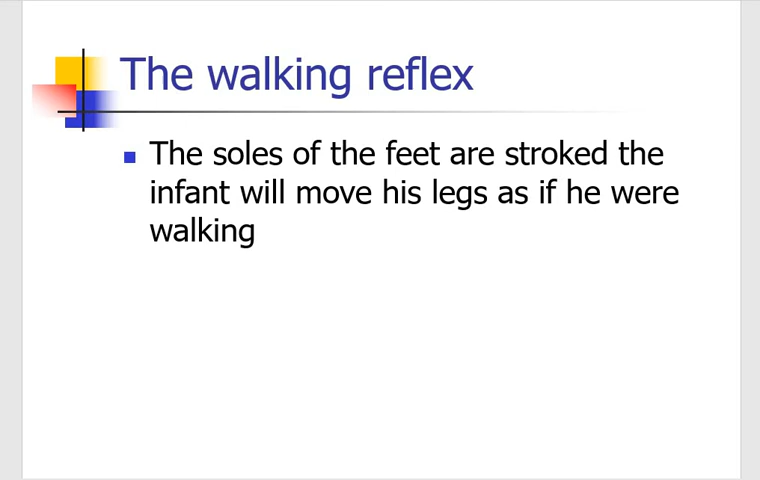 The walking reflex
The soles of the feet are stroked the
infant will move his legs as if he were
walking